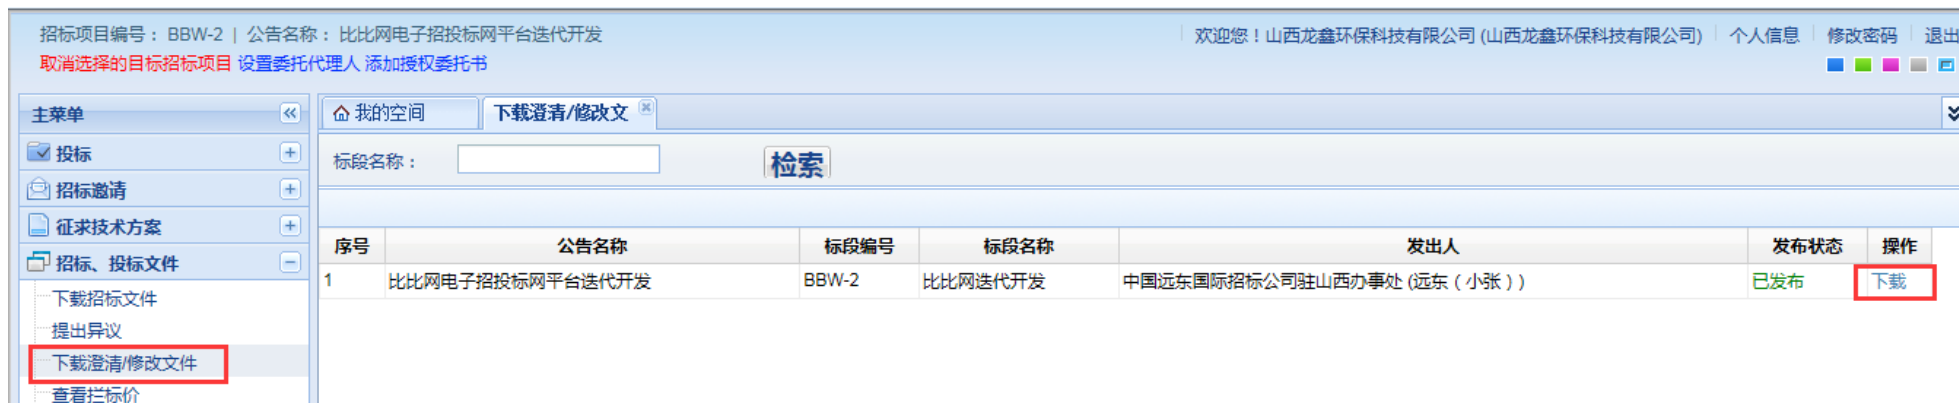 招标项目编号： BBW-2 | 公告名称： 比比网电子招投标网平台迭代开发
欢迎您！山西龙鑫环保科技有限公司 (山西龙鑫环保科技有限公司) 个人信息 修改密码 退出
取消选择的目标招标项目 设置委托代理人 添加授权委托书
主菜单
投标
招标邀请
征求技术方案
招标、投标文件
下载招标文件
提出异议
下载澄清/修改文件
查看拦标价
我的空间 下载澄清/修改文
标段名称： 检索
序号 公告名称 标段编号 标段名称 发出人 发布状态 操作
1 比比网电子招投标网平台迭代开发 BBW-2 比比网迭代开发 中国远东国际招标公司驻山西办事处 (远东（小张）) 已发布 下载